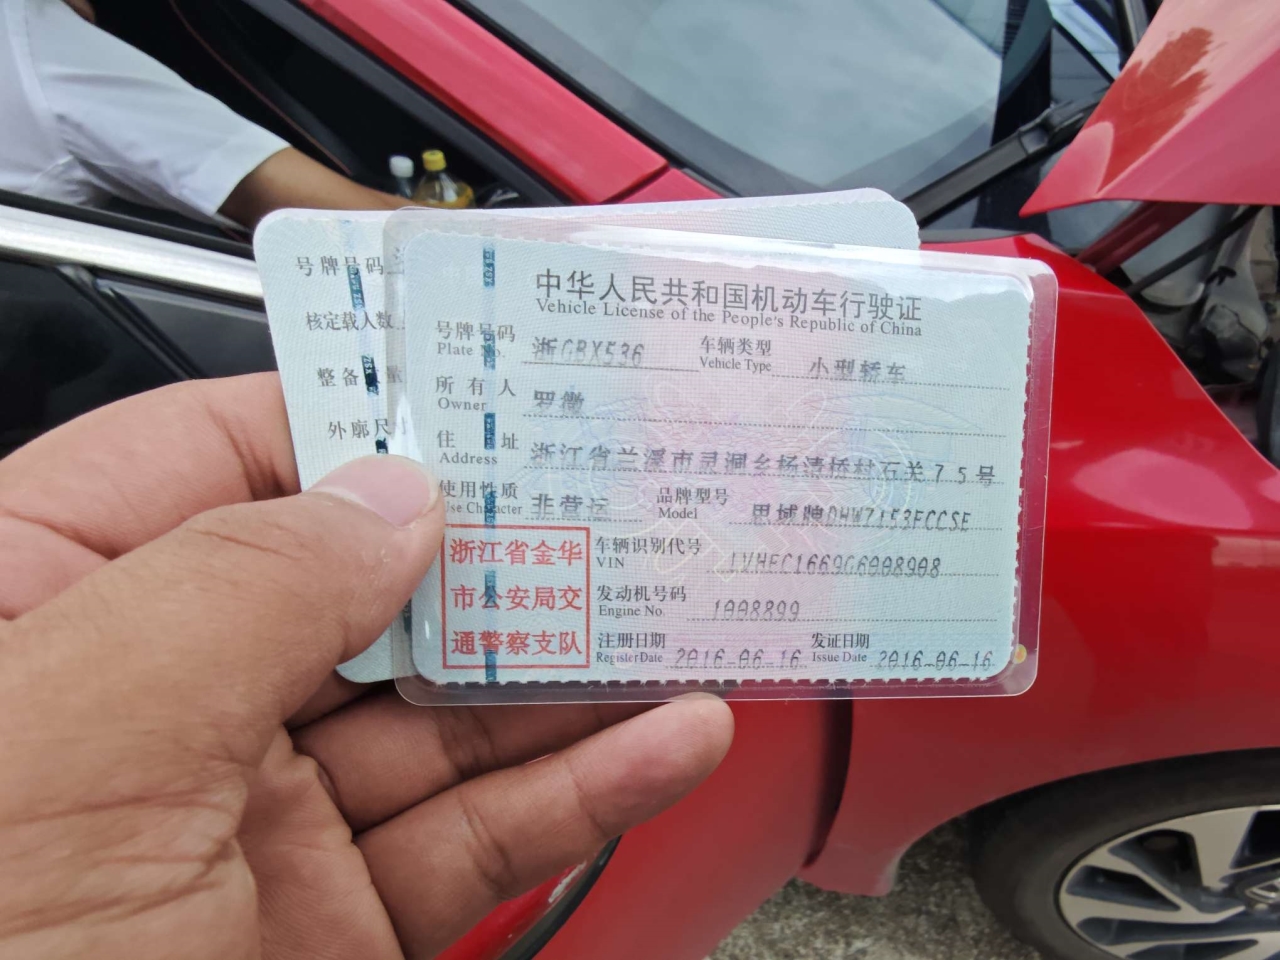 号牌号码
核定载人数
整备质量
外廓尺
中华人民共和国机动车行驶证
Vehicle License of the People's Republic of China
号牌号码 浙GBX536 车辆类型 小型轿车
Plate No. Vehicle Type
所有人 罗微
Owner
住址 浙江省兰溪市灵洞乡杨清桥村石关75号
Address
使用性质 非营运 品牌型号 思域牌DHW7153FCCSE
Use Character Model
浙江省金华
市公安局交
通警察支队
车辆识别代号 LVHFC1669G6008908
VIN
发动机号码 1008899
Engine No.
注册日期 2016-06-16 发证日期 2016-06-16
Register Date Issue Date